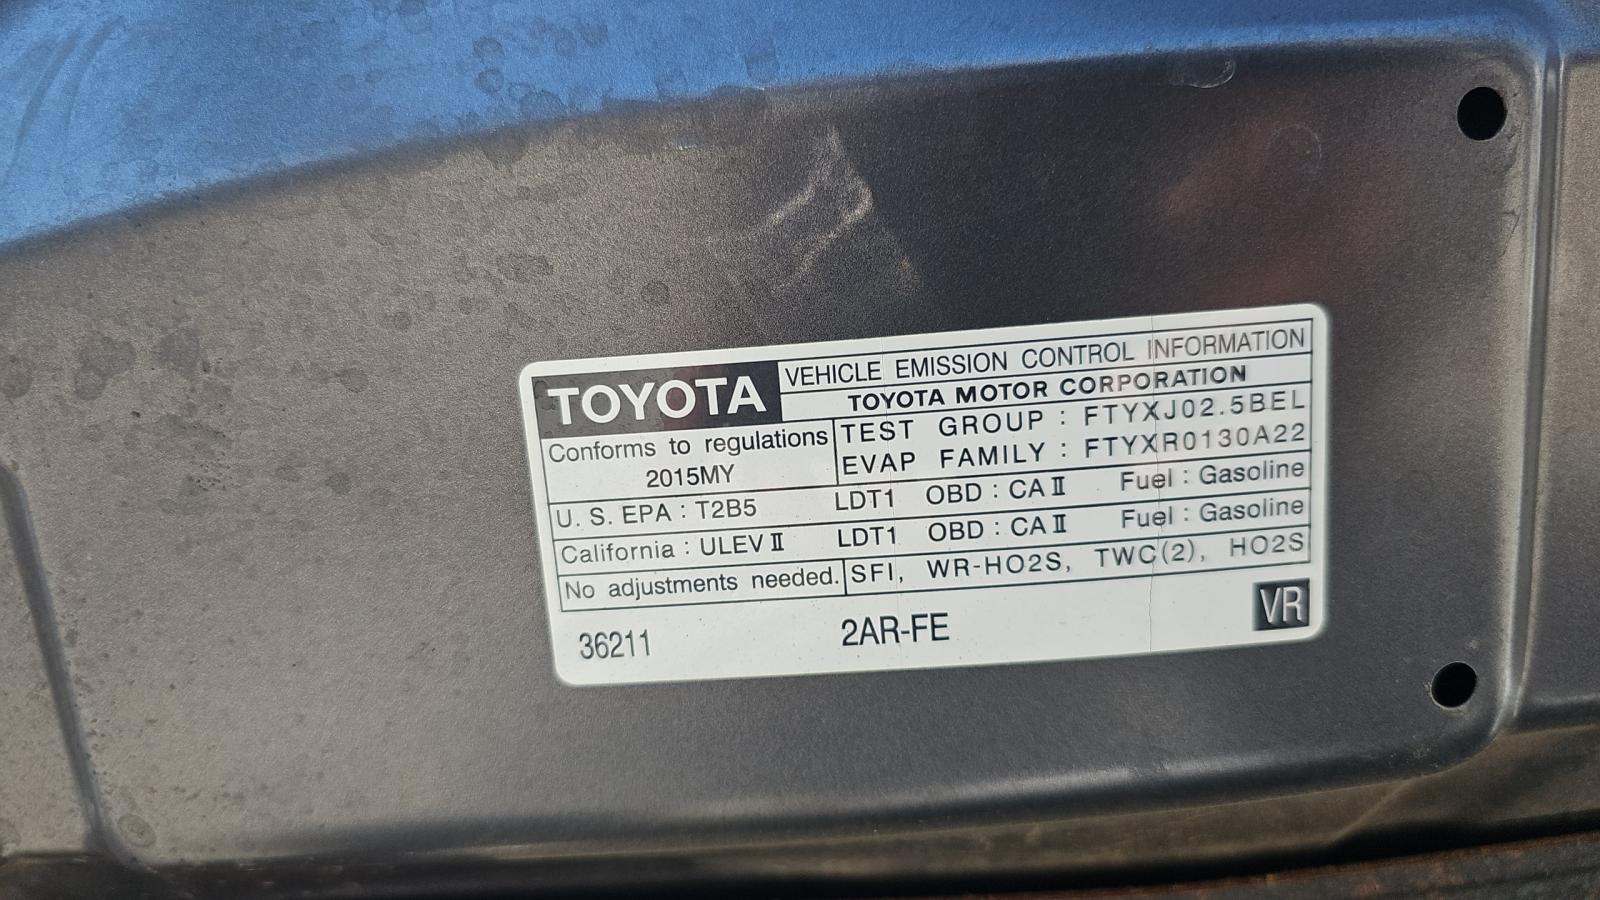 TOYOTA
VEHICLE EMISSION CONTROL INFORMATION
TOYOTA MOTOR CORPORATION
Conforms to regulations
2015MY
TEST GROUP : FTYXJ02.5BEL
EVAP FAMILY : FTYXR0130A22
U. S. EPA : T2B5 LDT1 OBD : CA II Fuel : Gasoline
California : ULEV II LDT1 OBD : CA II Fuel : Gasoline
No adjustments needed. SFI, WR-HO2S, TWC(2), HO2S
36211 2AR-FE VR